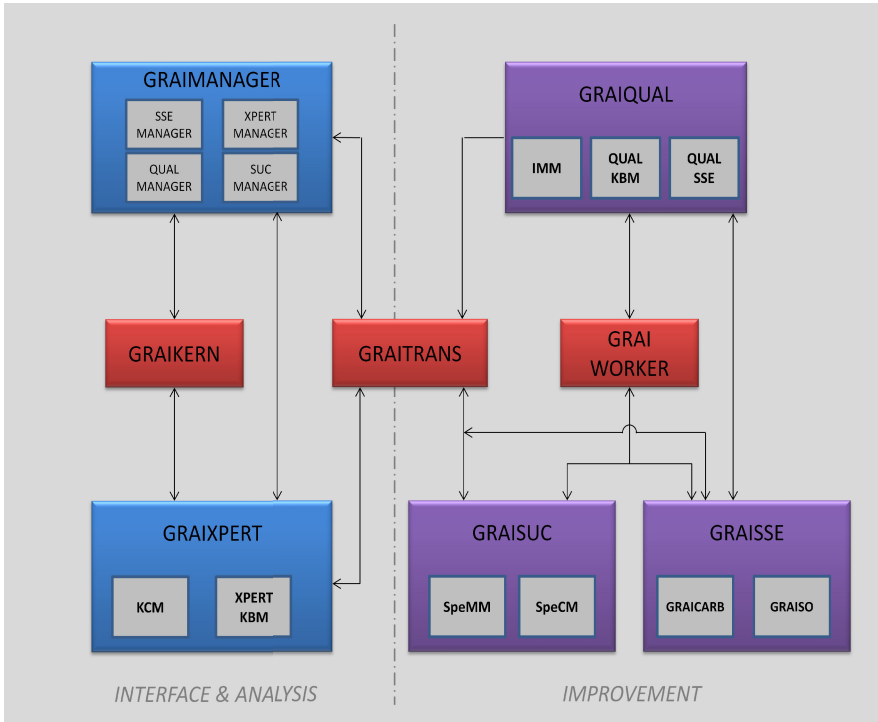 GRAIMANAGER
SSE
MANAGER
XPERT
MANAGER
QUAL
MANAGER
SUC
MANAGER
GRAIQUAL
IMM
QUAL
KBM
QUAL
SSE
GRAIKERN
GRAITRANS
GRAI
WORKER
GRAIXPERT
KCM
XPERT
KBM
GRAISUC
SpeMM
SpeCM
GRAISSE
GRAICARB
GRAISO
INTERFACE & ANALYSIS
IMPROVEMENT